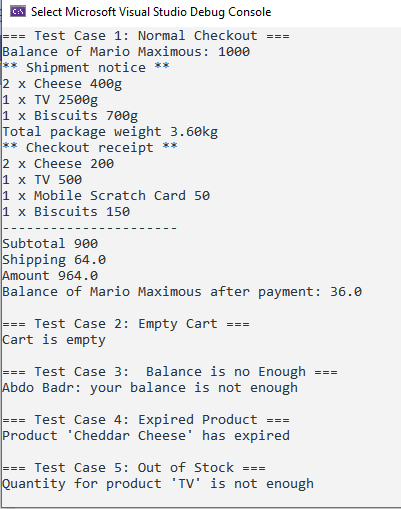 Select Microsoft Visual Studio Debug Console
=== Test Case 1: Normal Checkout ===
Balance of Mario Maximous: 1000
** Shipment notice **
2 x Cheese 400g
1 x TV 2500g
1 x Biscuits 700g
Total package weight 3.60kg
** Checkout receipt **
2 x Cheese 200
1 x TV 500
1 x Mobile Scratch Card 50
1 x Biscuits 150
----------------------
Subtotal 900
Shipping 64.0
Amount 964.0
Balance of Mario Maximous after payment: 36.0
=== Test Case 2: Empty Cart ===
Cart is empty
=== Test Case 3:  Balance is no Enough ===
Abdo Badr: your balance is not enough
=== Test Case 4: Expired Product ===
Product 'Cheddar Cheese' has expired
=== Test Case 5: Out of Stock ===
Quantity for product 'TV' is not enough